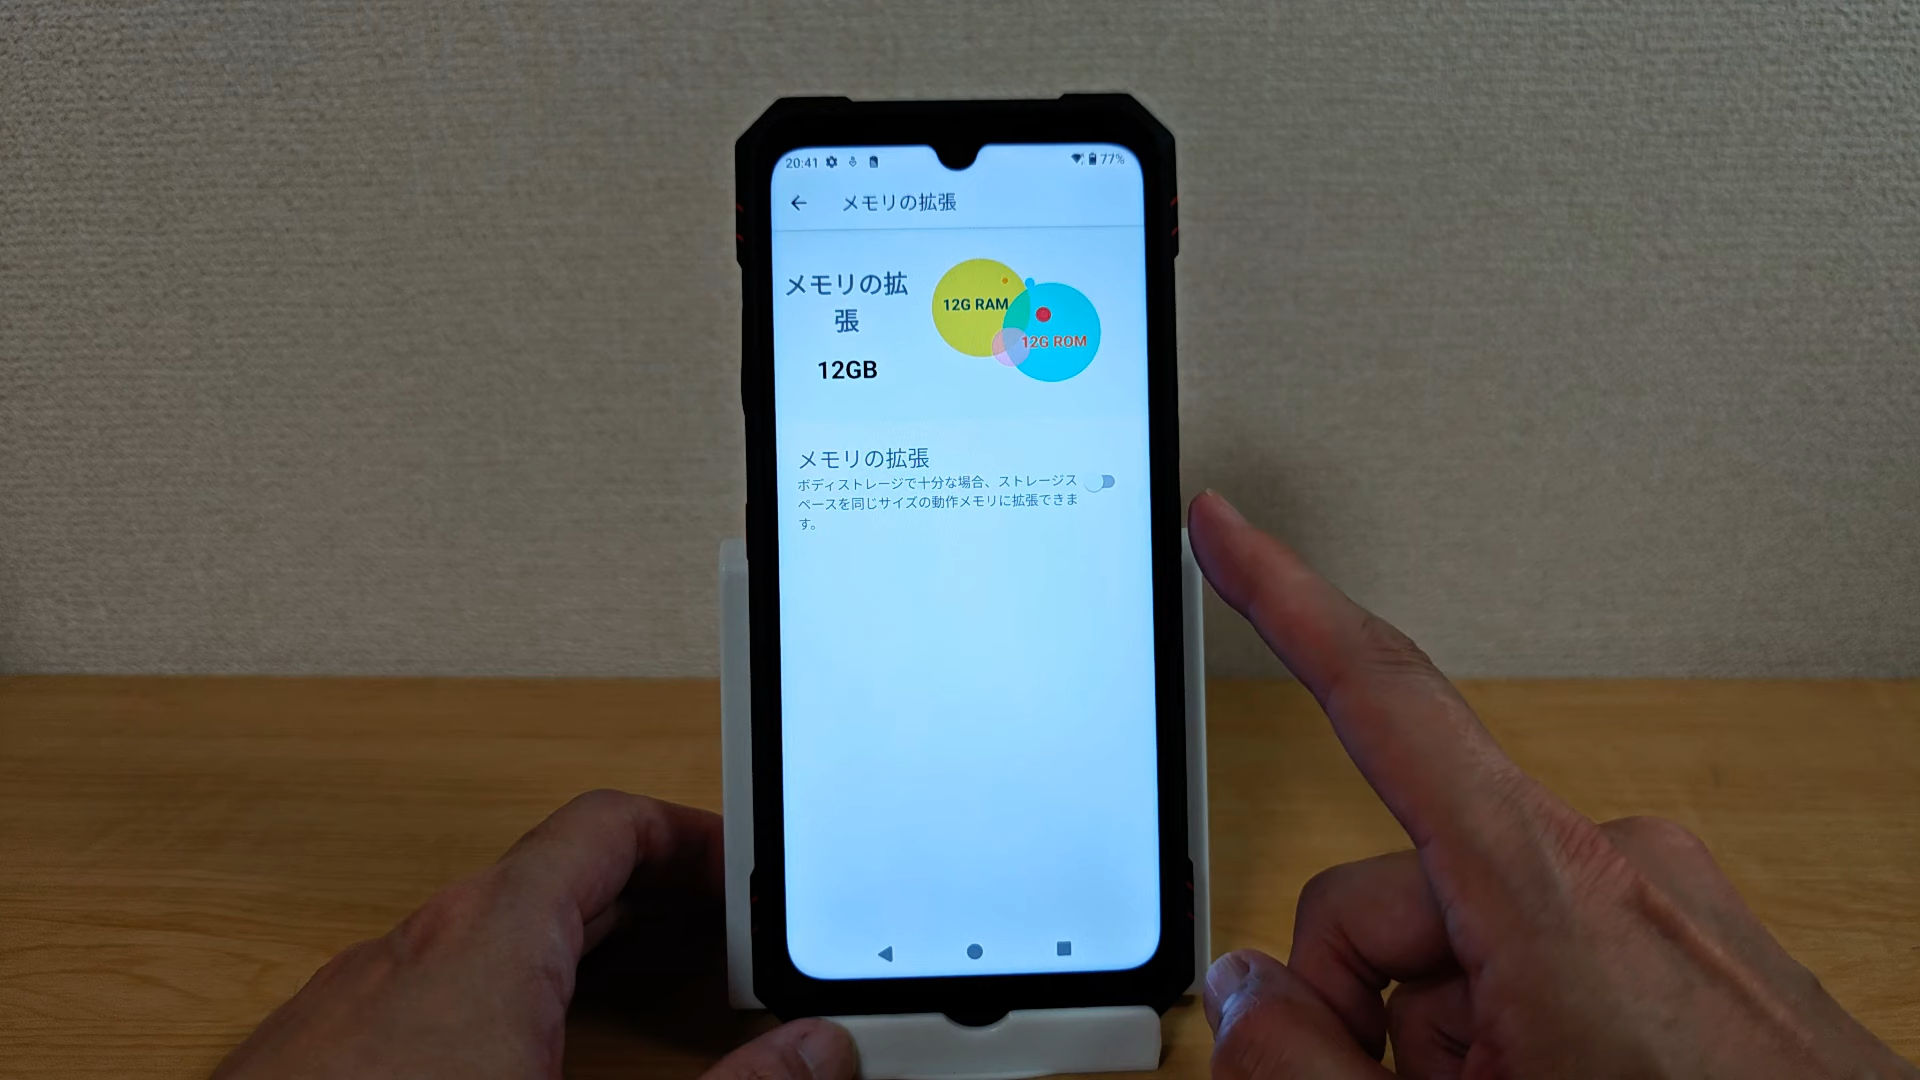 20:41
77%
メモリの拡張
メモリの拡
張
12GB
12G RAM
12G ROM
メモリの拡張
ボディストレージで十分な場合、ストレージス
ペースを同じサイズの動作メモリに拡張できま
す。